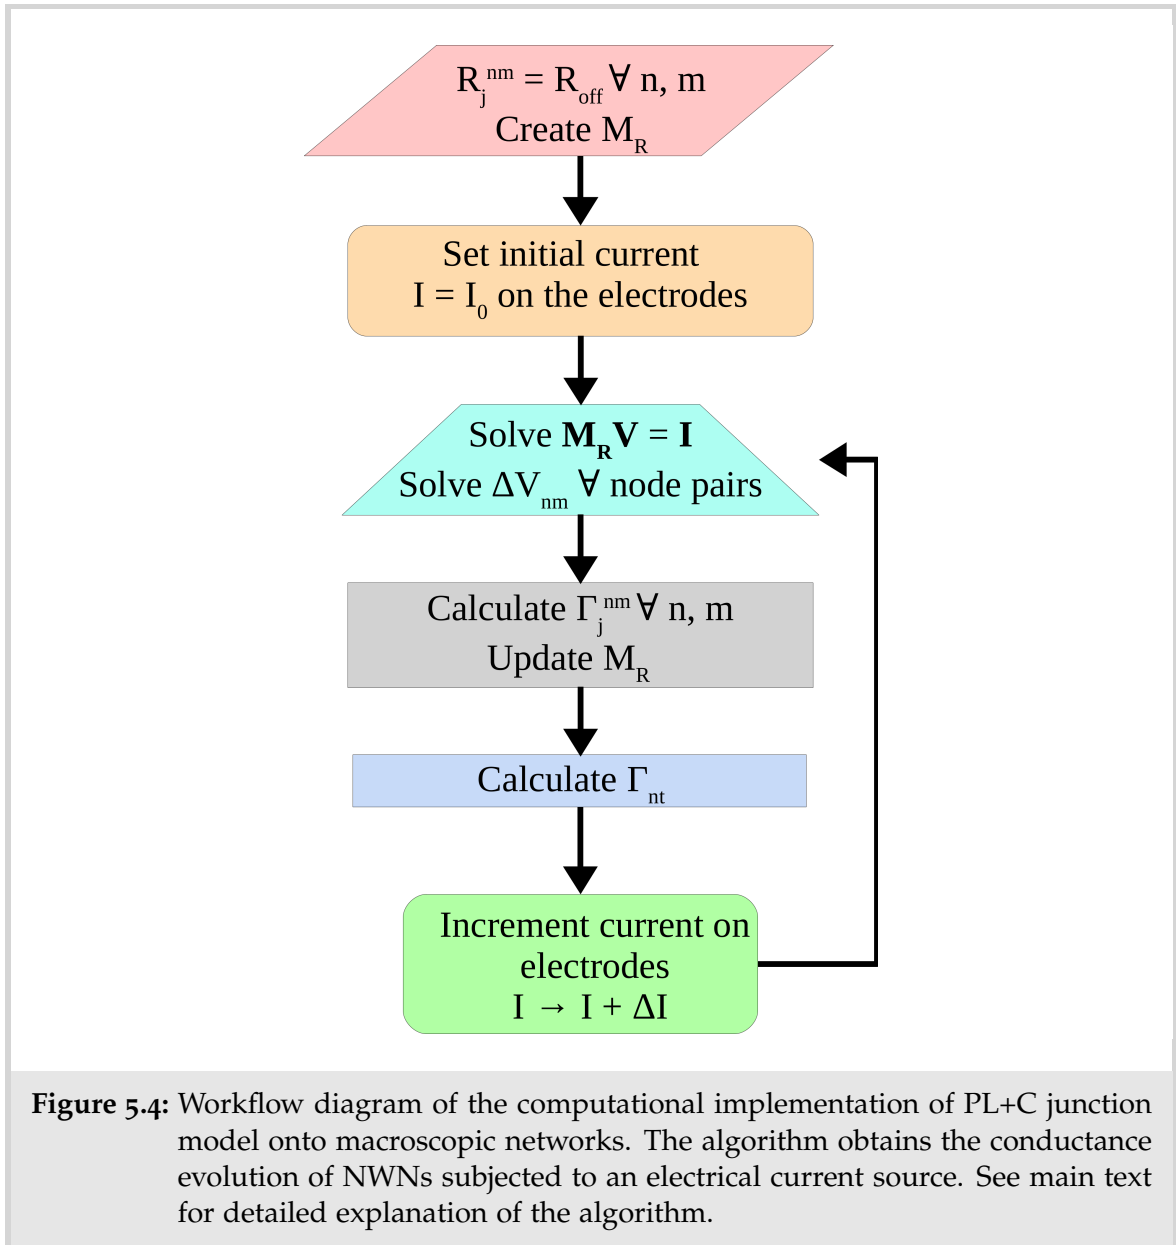 R_j^nm = R_off ∀ n, m
Create M_R
Set initial current
I = I_0 on the electrodes
Solve M_R V = I
Solve ΔV_nm ∀ node pairs
Calculate Γ_j^nm ∀ n, m
Update M_R
Calculate Γ_nt
Increment current on
electrodes
I → I + ΔI
Figure 5.4: Workflow diagram of the computational implementation of PL+C junction
model onto macroscopic networks. The algorithm obtains the conductance
evolution of NWNs subjected to an electrical current source. See main text
for detailed explanation of the algorithm.